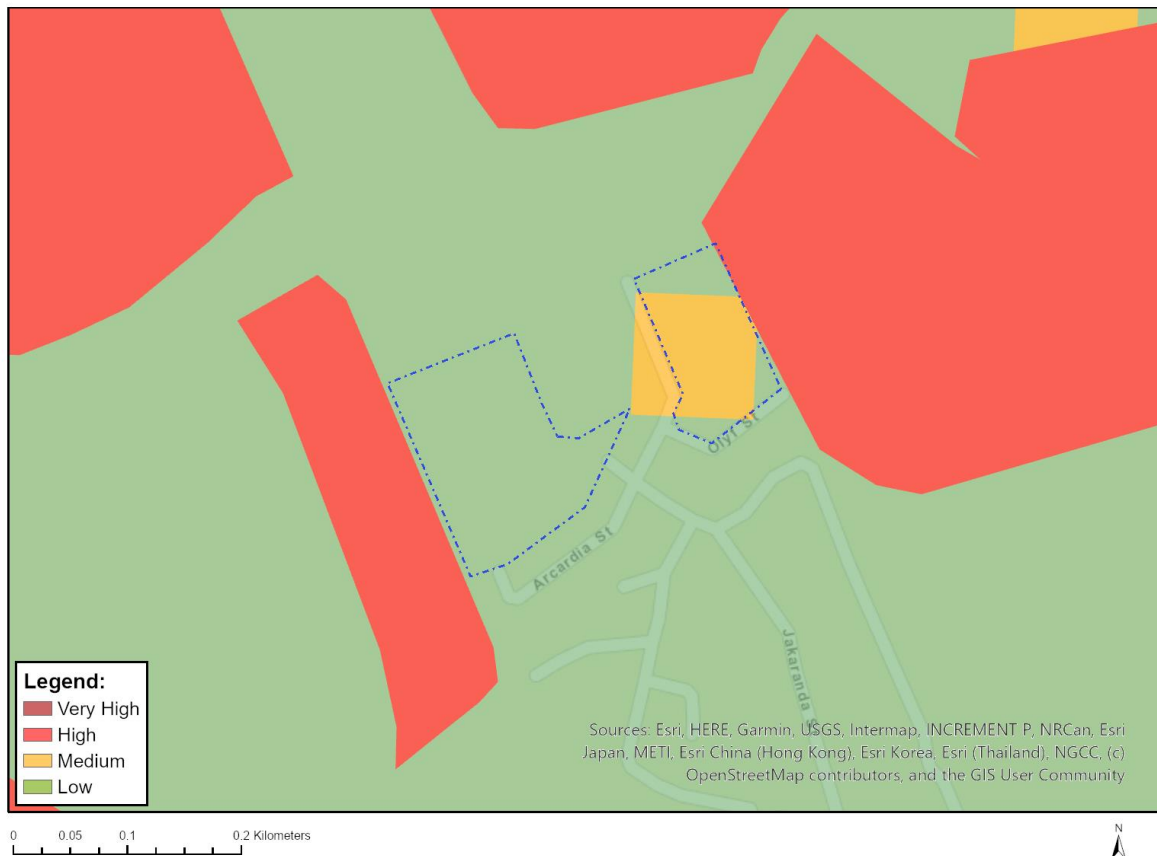 Olyf St
Arcardia St
Jakaranda S
Legend:
Very High
High
Medium
Low
Sources: Esri, HERE, Garmin, USGS, Intermap, INCREMENT P, NRCan, Esri
Japan, METI, Esri China (Hong Kong), Esri Korea, Esri (Thailand), NGCC, (c)
OpenStreetMap contributors, and the GIS User Community
0 0.05 0.1 0.2 Kilometers
N